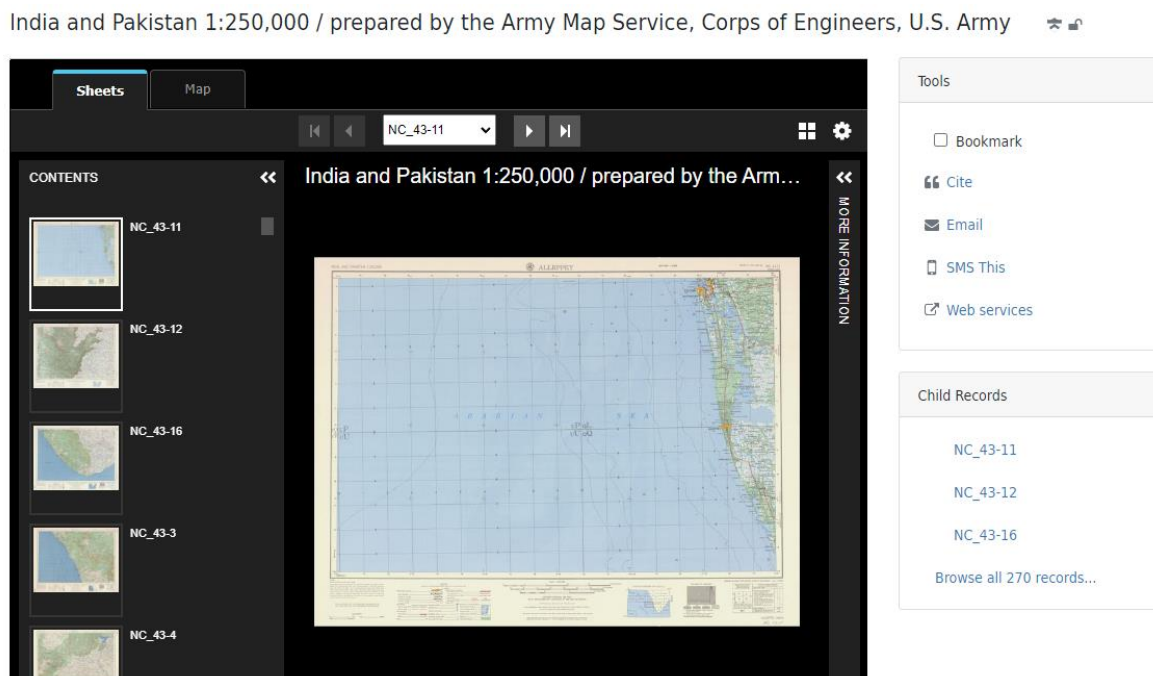 India and Pakistan 1:250,000 / prepared by the Army Map Service, Corps of Engineers, U.S. Army
Sheets
Map
NC_43-11
CONTENTS
India and Pakistan 1:250,000 / prepared by the Arm...
MORE INFORMATION
NC_43-11
NC_43-12
NC_43-16
NC_43-3
NC_43-4
ALLEPPEY
ARABIAN SEA
Tools
Bookmark
Cite
Email
SMS This
Web services
Child Records
NC_43-11
NC_43-12
NC_43-16
Browse all 270 records...